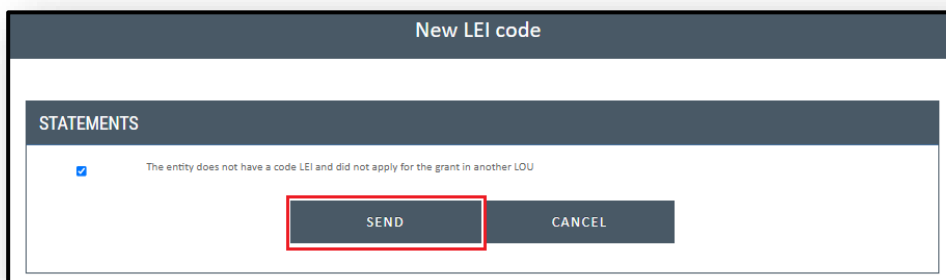 New LEI code
STATEMENTS
The entity does not have a code LEI and did not apply for the grant in another LOU
SEND CANCEL